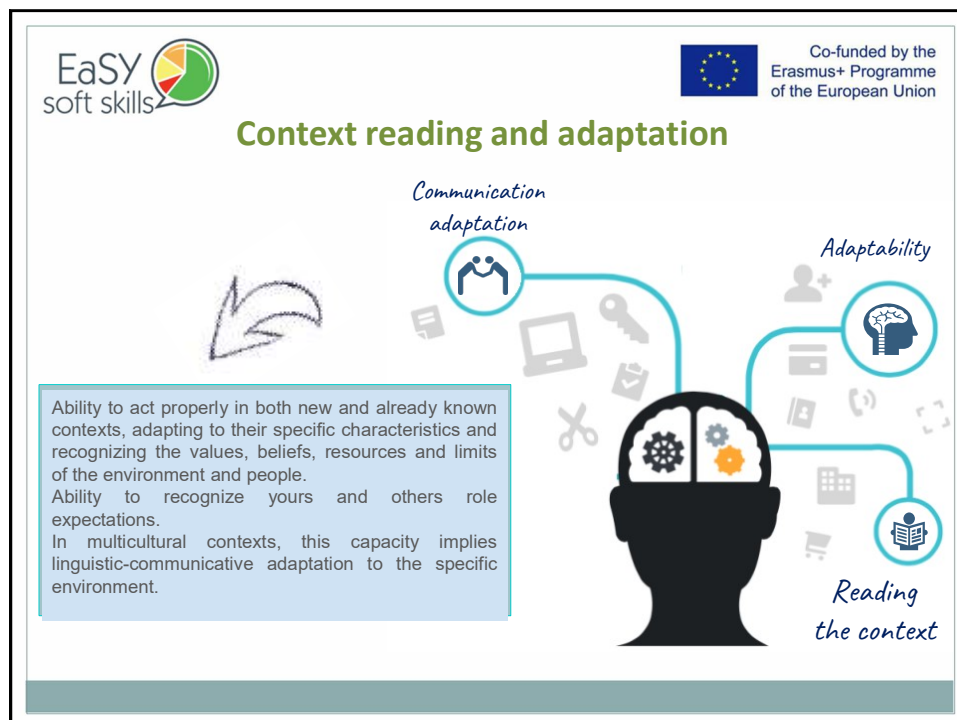 EaSY
soft skills
Co-funded by the
Erasmus+ Programme
of the European Union
Context reading and adaptation
Communication
adaptation
Adaptability
Ability to act properly in both new and already known
contexts, adapting to their specific characteristics and
recognizing the values, beliefs, resources and limits
of the environment and people.
Ability to recognize yours and others role
expectations.
In multicultural contexts, this capacity implies
linguistic-communicative adaptation to the specific
environment.
Reading
the context